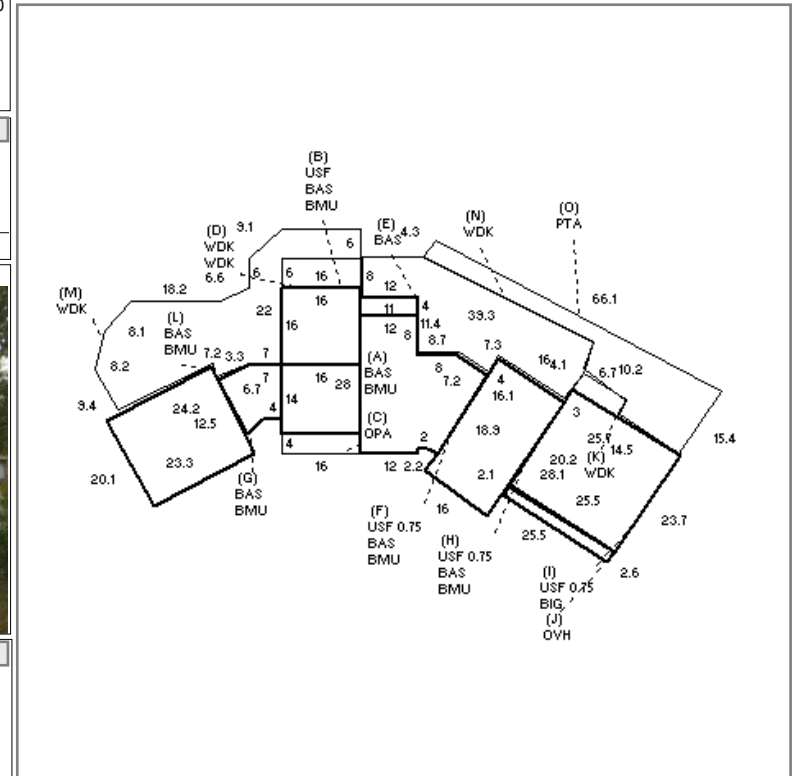 (B)
USF
BAS
BMU
(D)
WDK
WDK
6.6
9.1
6
6
6
16
8
(E)
BAS
4.3
(N)
WDK
(O)
PTA
66.1
(M)
WDK
18.2
22
16
12
4
11
12
11.4
39.3
8.1
(L)
BAS
BMU
16
8
8.7
7.3
16
4.1
6.7
10.2
8.2
7.2
3.3
7
7
16
28
(A)
BAS
BMU
8
7.2
4
16.1
9.4
24.2
12.5
6.7
4
14
(C)
OPA
3
25.7
14.5
15.4
18.9
20.2
28.1
(K)
WDK
20.1
23.3
4
16
12
2
2.2
2.1
25.5
23.7
(G)
BAS
BMU
16
(F)
USF 0.75
BAS
BMU
(H)
USF 0.75
BAS
BMU
25.5
2.6
(I)
USF 0.75
BIG
(J)
OVH